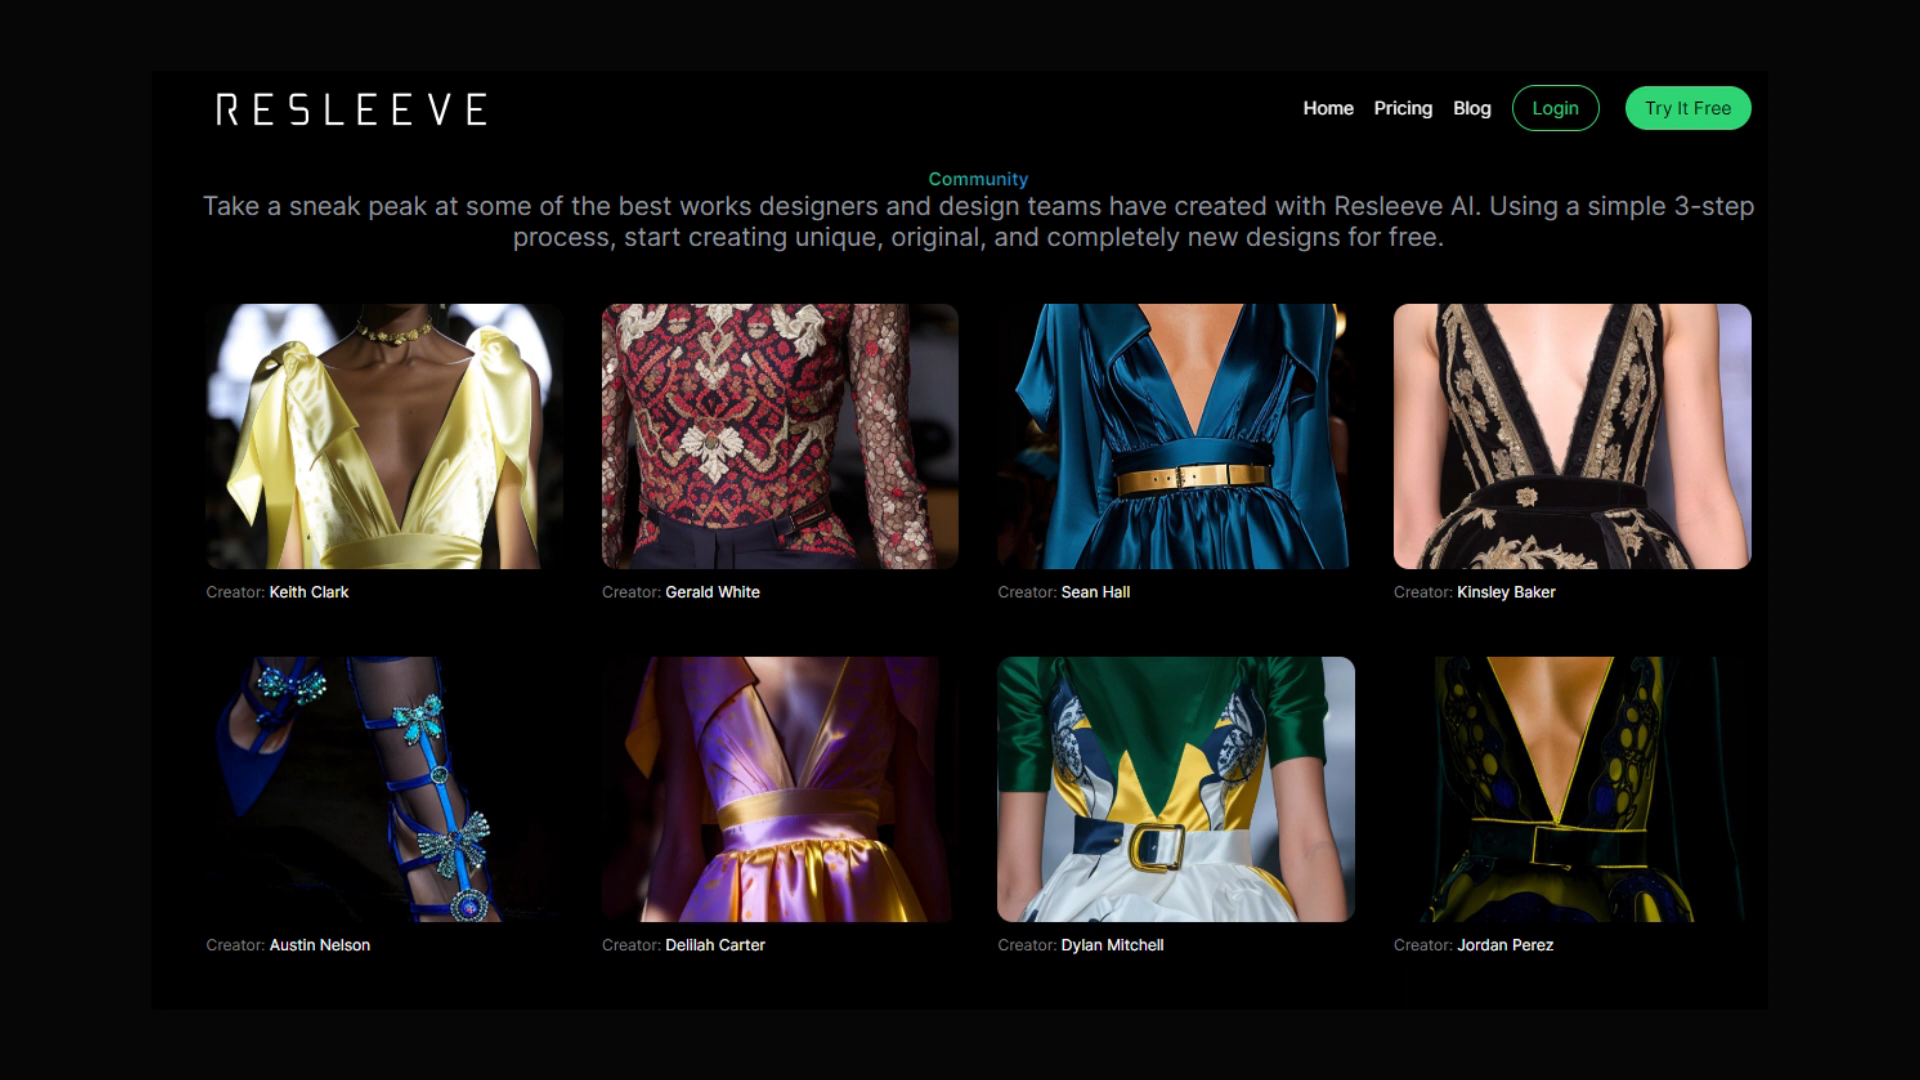 RESLEEVE
Home Pricing Blog Login Try It Free
Community
Take a sneak peak at some of the best works designers and design teams have created with Resleeve AI. Using a simple 3-step
process, start creating unique, original, and completely new designs for free.
Creator: Keith Clark
Creator: Gerald White
Creator: Sean Hall
Creator: Kinsley Baker
Creator: Austin Nelson
Creator: Delilah Carter
Creator: Dylan Mitchell
Creator: Jordan Perez